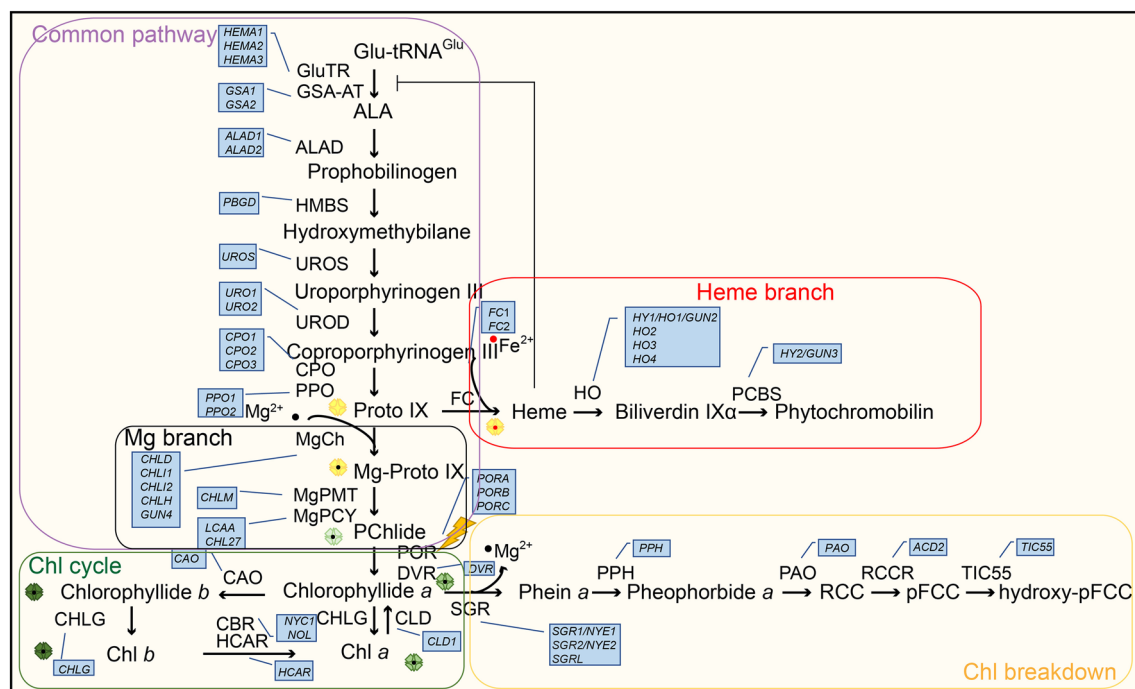 Common pathway
HEMA1
HEMA2
HEMA3
Glu-tRNAGlu
GluTR
GSA-AT
GSA1
GSA2
ALA
ALAD1
ALAD2
ALAD
Prophobilinogen
PBGD
HMBS
Hydroxymethybilane
UROS
UROS
Uroporphyrinogen III
URO1
URO2
UROD
CPO1
CPO2
CPO3
Coproporphyrinogen III
CPO
PPO
PPO1
PPO2
Mg2+
Proto IX
Heme branch
FC1
FC2
Fe2+
FC
Heme
HY1/HO1/GUN2
HO2
HO3
HO4
HO
Biliverdin IXα
HY2/GUN3
PCBS
Phytochromobilin
Mg branch
MgCh
CHLD
CHLI1
CHLI2
CHLH
GUN4
Mg-Proto IX
CHLM
MgPMT
MgPCY
LCAA
CHL27
PChlide
PORA
PORB
PORC
POR
DVR
DVR
Chl cycle
CAO
CAO
Chlorophyllide b
Chlorophyllide a
CHLG
CHLG
Chl b
CBR
HCAR
NYC1
NOL
HCAR
CHLG
CLD
CLD1
Chl a
Mg2+
SGR
SGR1/NYE1
SGR2/NYE2
SGRL
Phein a
PPH
PPH
Pheophorbide a
PAO
PAO
RCC
RCCR
ACD2
pFCC
TIC55
TIC55
hydroxy-pFCC
Chl breakdown